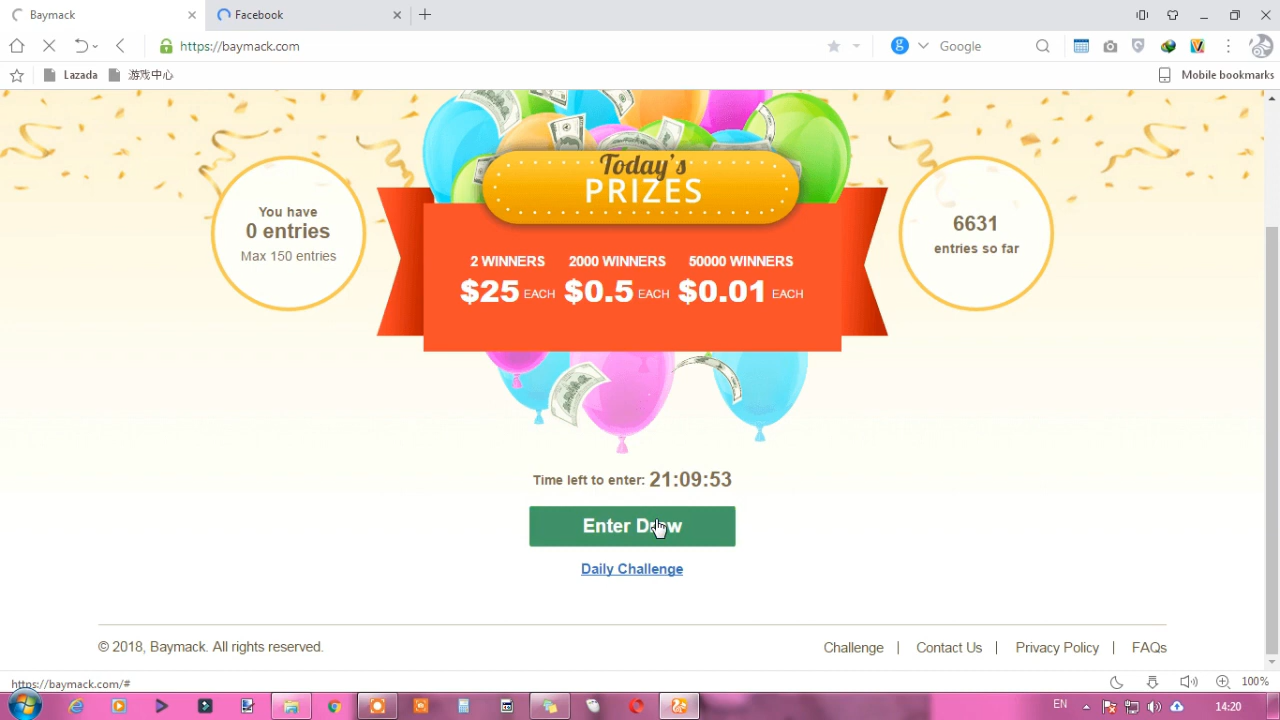 Baymack
Facebook
https://baymack.com
Google
Lazada
游戏中心
Mobile bookmarks
Today's
PRIZES
You have
0 entries
Max 150 entries
6631
entries so far
2 WINNERS 2000 WINNERS 50000 WINNERS
$25 EACH $0.5 EACH $0.01 EACH
Time left to enter: 21:09:53
Enter Draw
Daily Challenge
© 2018, Baymack. All rights reserved.
Challenge | Contact Us | Privacy Policy | FAQs
https://baymack.com/#
100%
EN
14:20